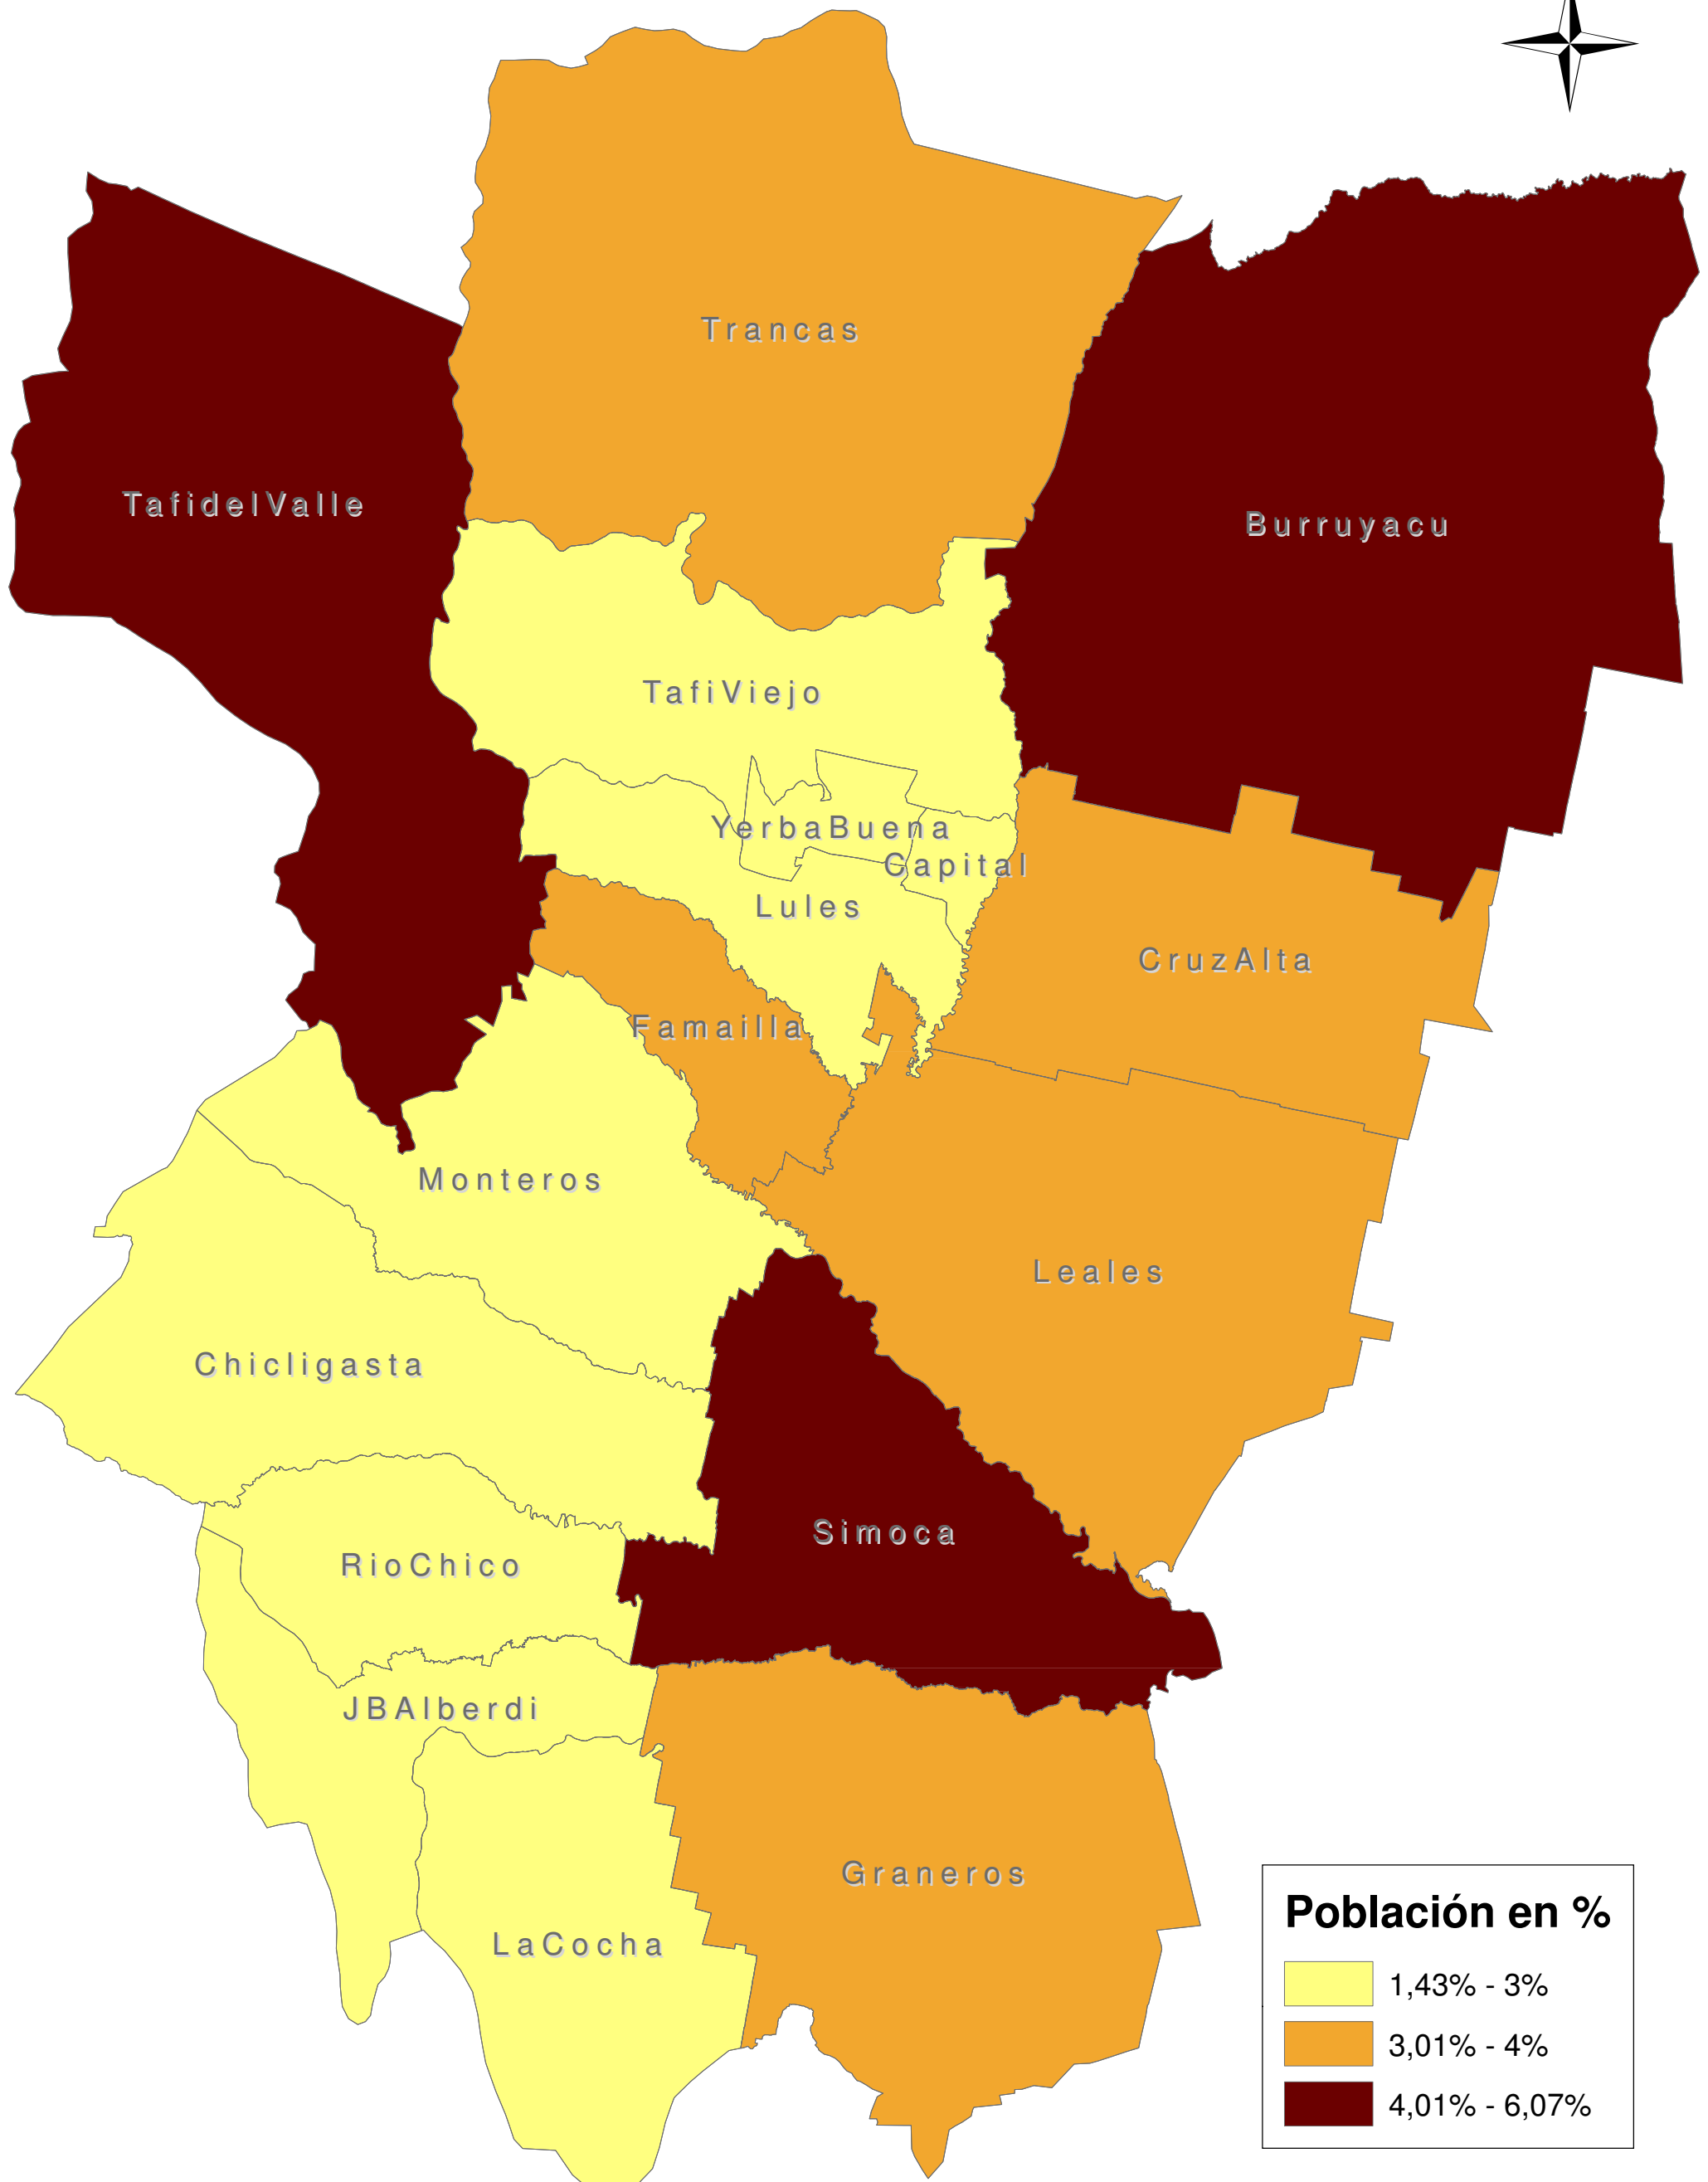 Trancas
TafidelValle
Burruyacu
TafiViejo
YerbaBuena
Capital
Lules
CruzAlta
Famailla
Monteros
Leales
Chicligasta
Simoca
RioChico
JBAlberdi
Graneros
LaCocha
Población en %
1,43% - 3%
3,01% - 4%
4,01% - 6,07%